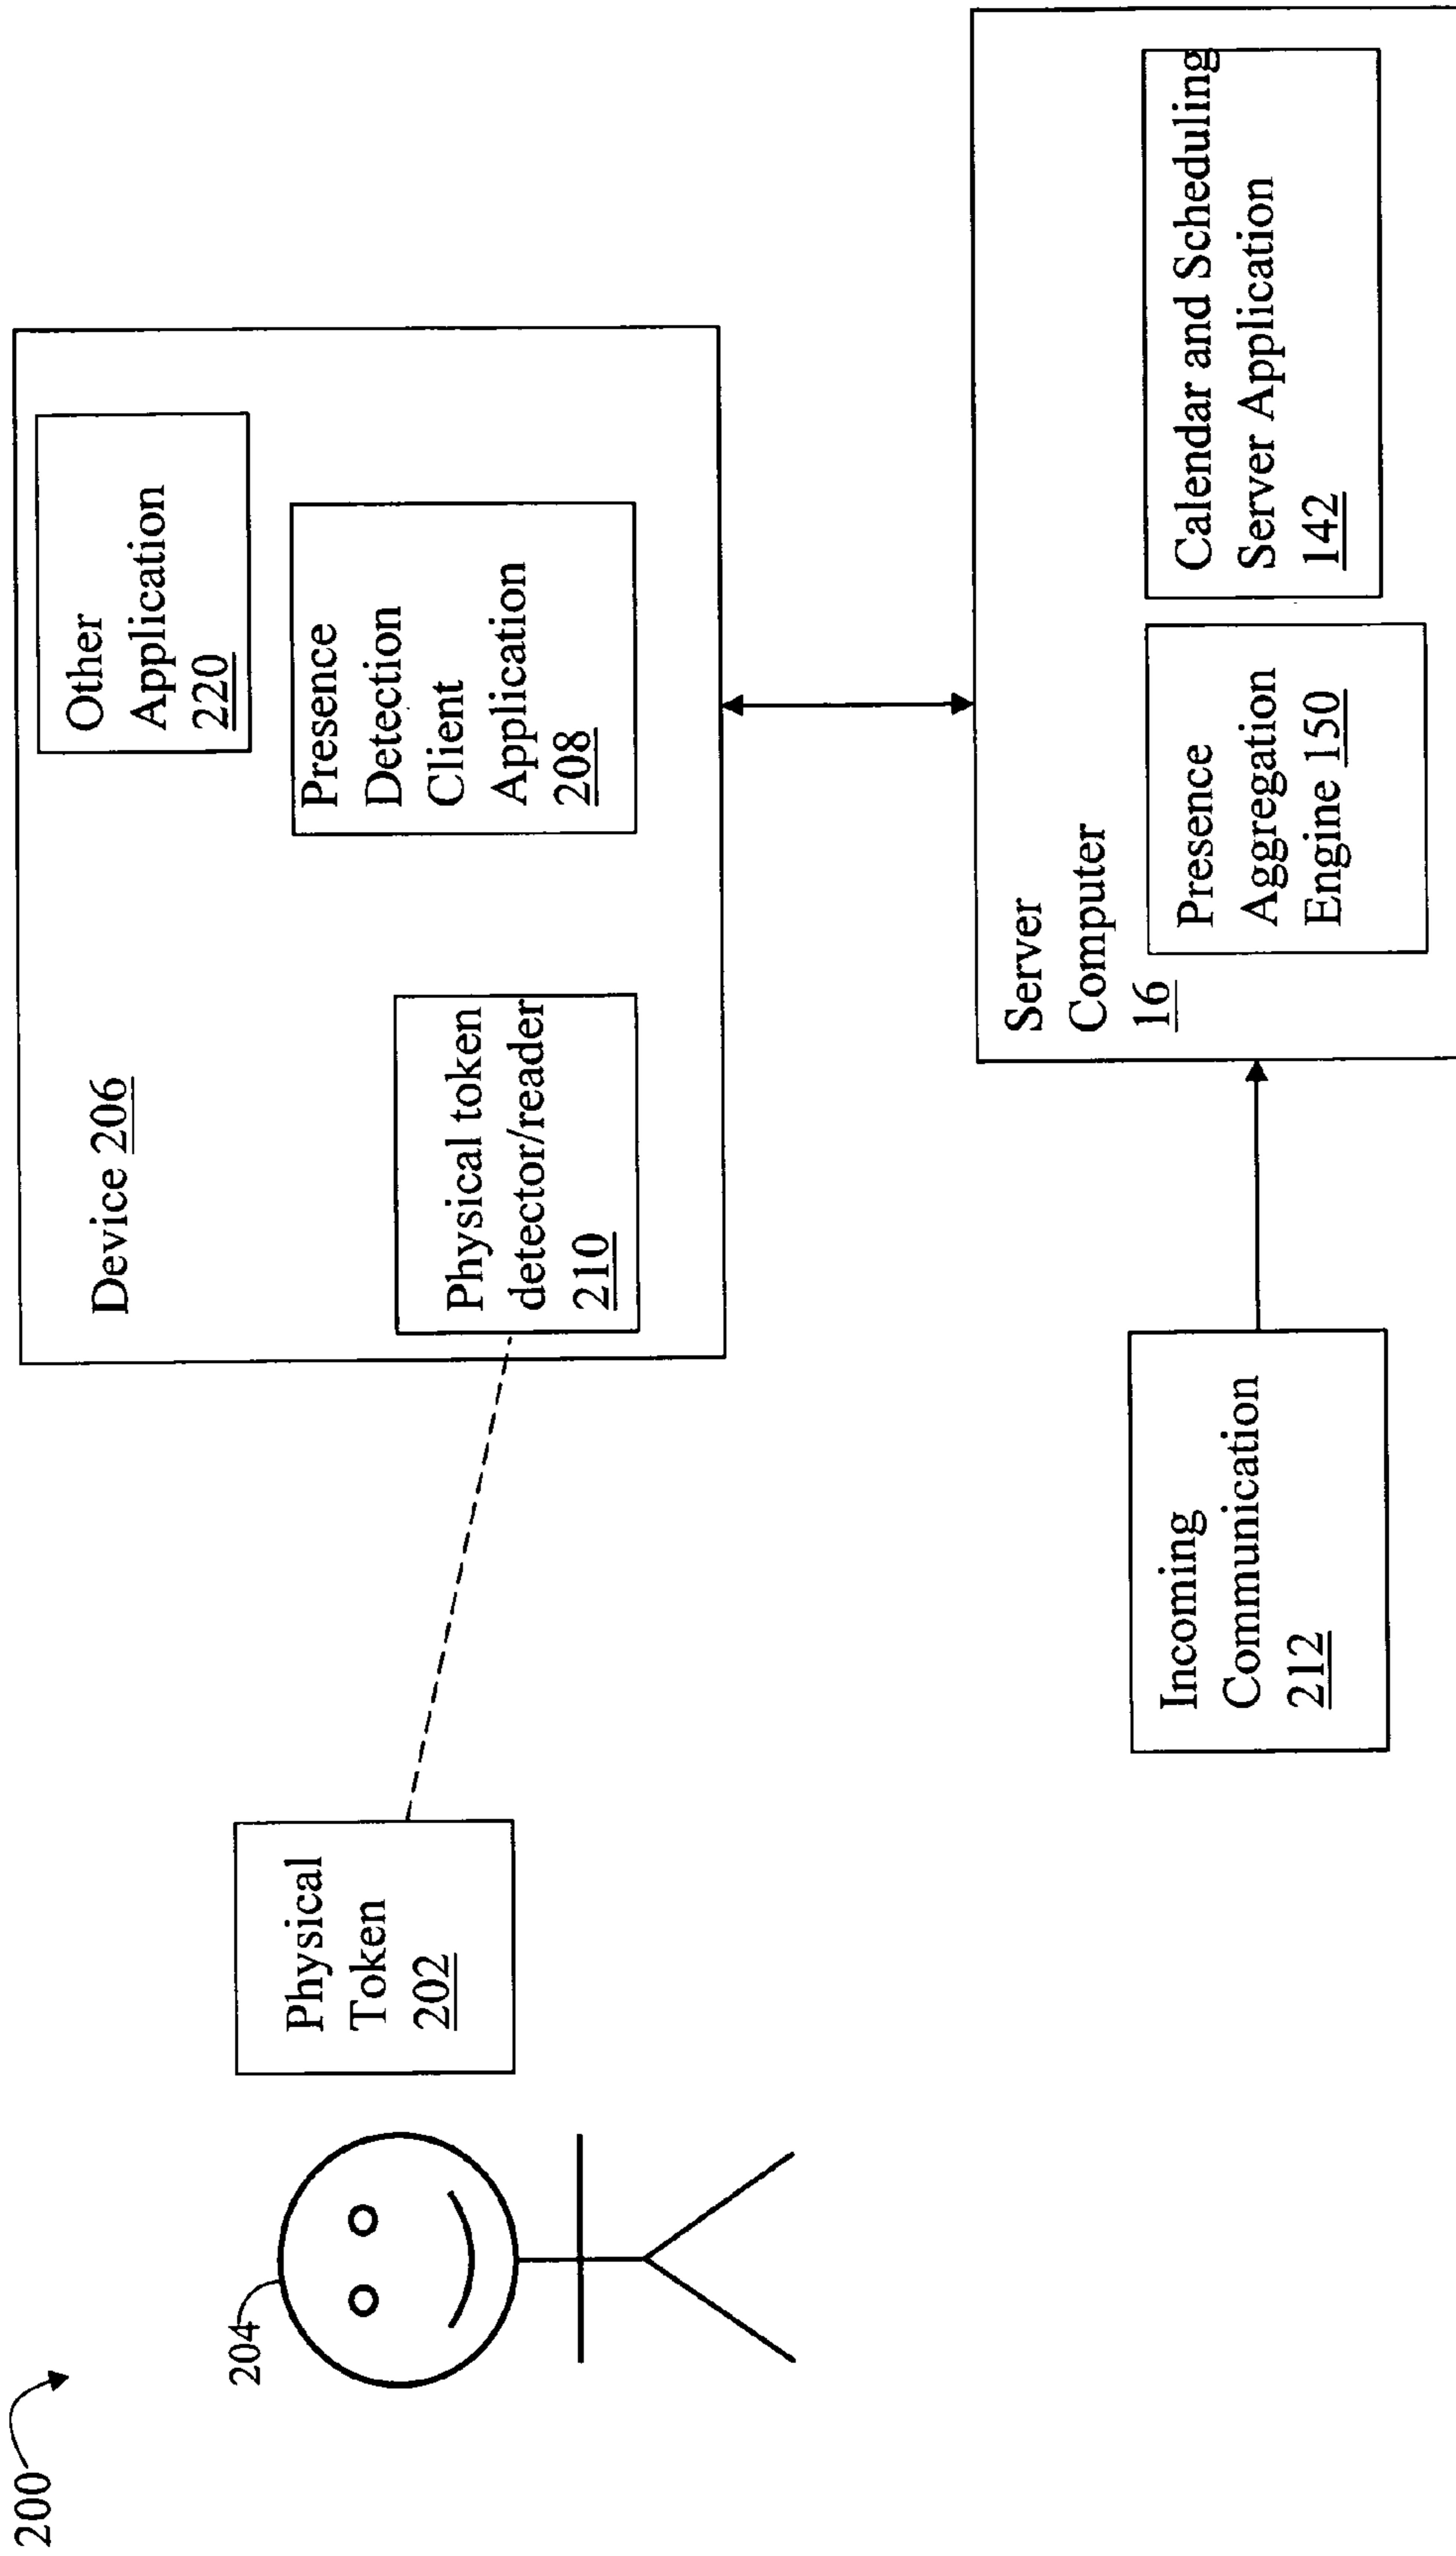 200
204
Physical
Token
202
Device 206
Physical token
detector/reader
210
Other
Application
220
Presence
Detection
Client
Application
208
Incoming
Communication
212
Server
Computer
16
Presence
Aggregation
Engine 150
Calendar and Scheduling
Server Application
142